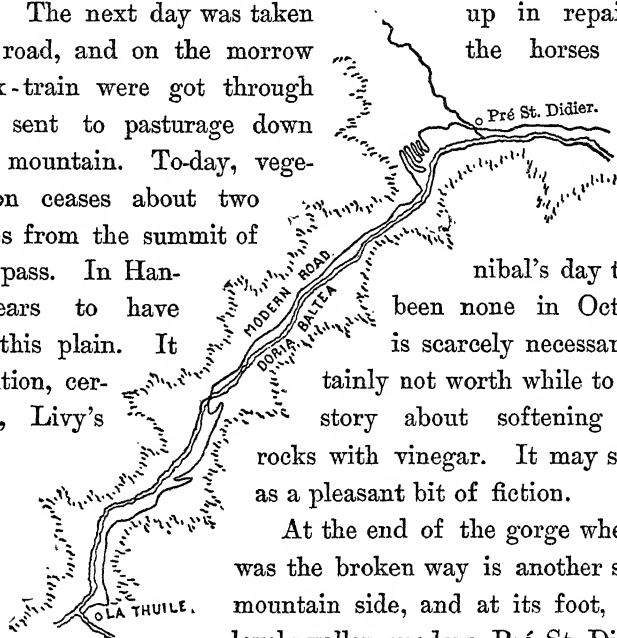 The next day was taken up in repai
road, and on the morrow the horses
k-train were got through
Pré St. Didier.
sent to pasturage down
mountain. To-day, vege-
on ceases about two
s from the summit of
pass. In Han- nibal's day t
MODERN ROAD.
DORIA BALTEA
ears to have been none in Oct
this plain. It is scarcely necessar
tion, cer- tainly not worth while to
, Livy's story about softening
rocks with vinegar. It may s
as a pleasant bit of fiction.
At the end of the gorge whe
was the broken way is another s
LA THUILE.
mountain side, and at its foot,